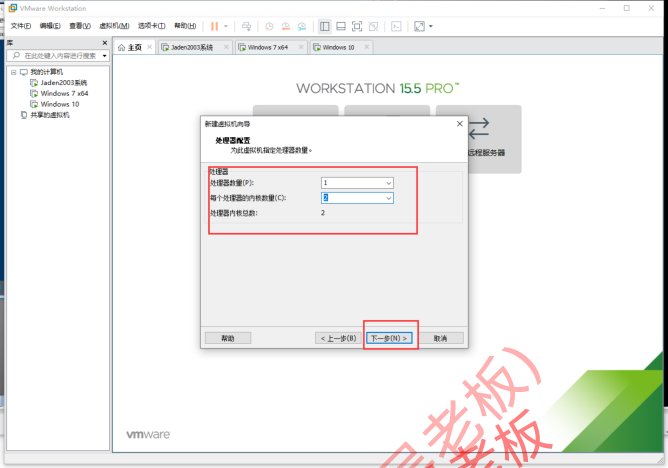 VMware Workstation
文件(F) 编辑(E) 查看(V) 虚拟机(M) 选项卡(T) 帮助(H)
库
在此处键入内容进行搜索
我的计算机
Jaden2003系统
Windows 7 x64
Windows 10
共享的虚拟机
主页 Jaden2003系统 Windows 7 x64 Windows 10
WORKSTATION 15.5 PRO™
远程服务器
新建虚拟机向导
处理器配置
为此虚拟机指定处理器数量。
处理器
处理器数量(P): 1
每个处理器的内核数量(C): 2
处理器内核总数: 2
帮助 < 上一步(B) 下一步(N) > 取消
vmware
老板)
老板